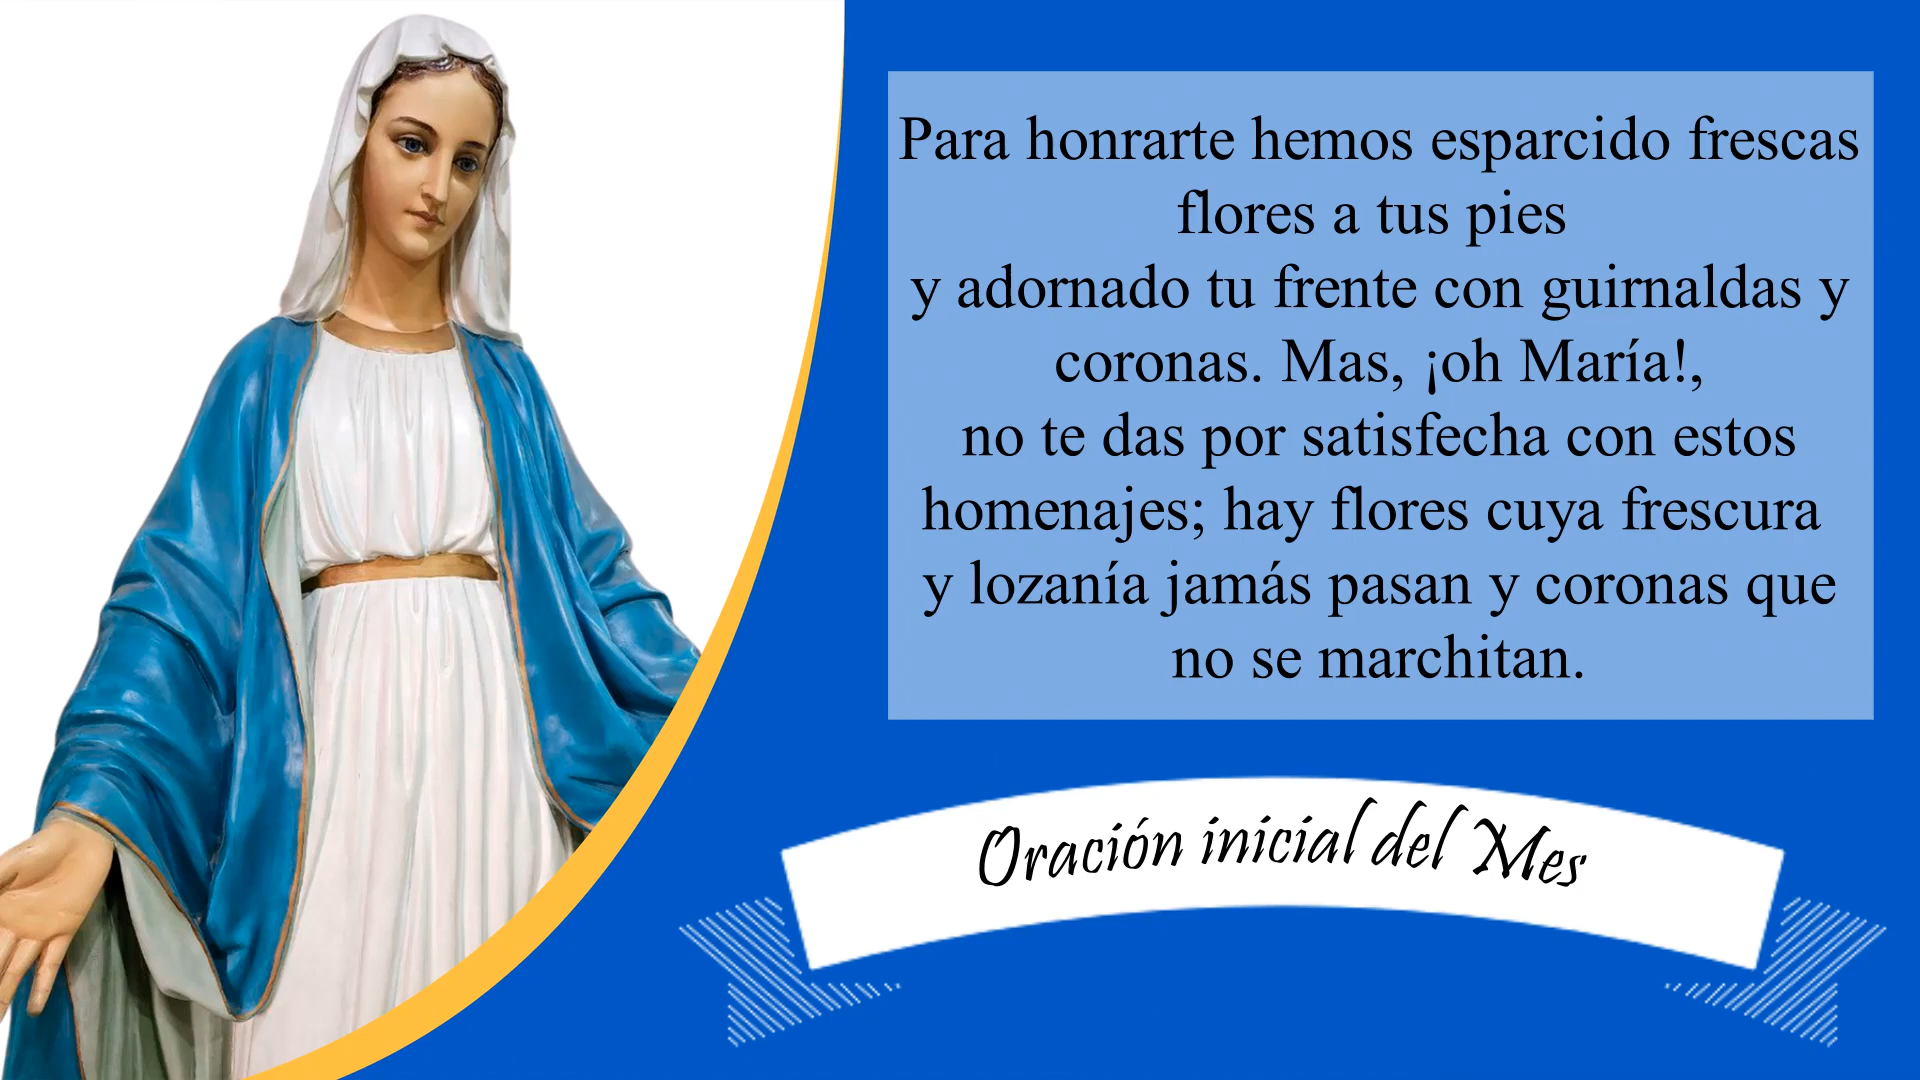 Para honrarte hemos esparcido frescas
flores a tus pies
y adornado tu frente con guirnaldas y
coronas. Mas, ¡oh María!,
no te das por satisfecha con estos
homenajes; hay flores cuya frescura
y lozanía jamás pasan y coronas que
no se marchitan.
Oración inicial del Mes